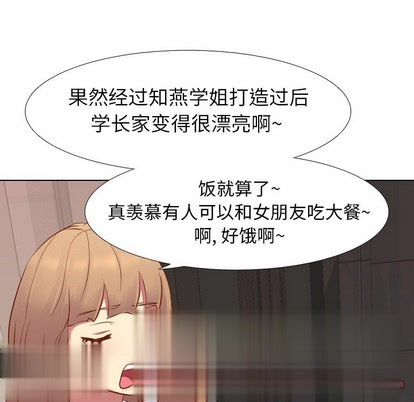 果然经过知燕学姐打造过后
学长家变得很漂亮啊~
饭就算了~
真羡慕有人可以和女朋友吃大餐~
啊, 好饿啊~